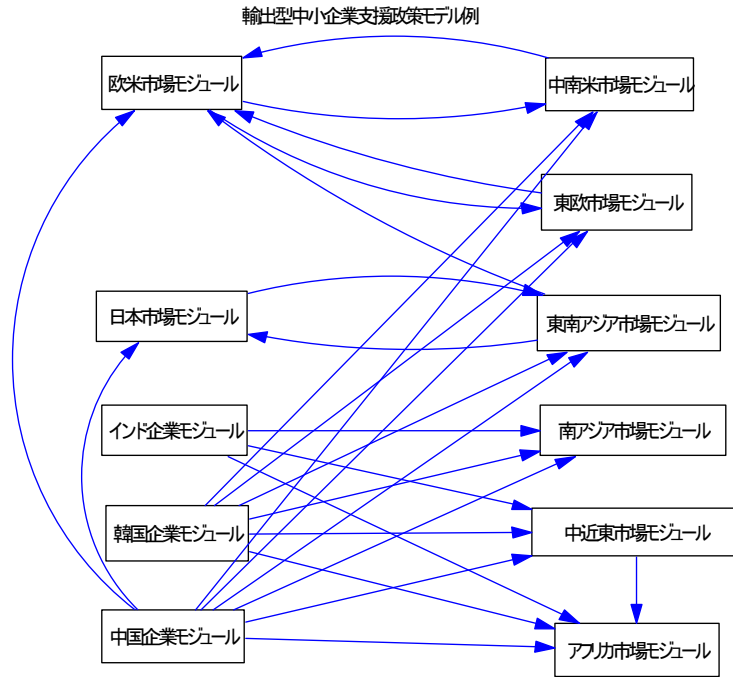 輸出型中小企業支援政策モデル例
欧米市場モジュール
中南米市場モジュール
東欧市場モジュール
日本市場モジュール
東南アジア市場モジュール
インド企業モジュール
南アジア市場モジュール
韓国企業モジュール
中近東市場モジュール
中国企業モジュール
アフリカ市場モジュール